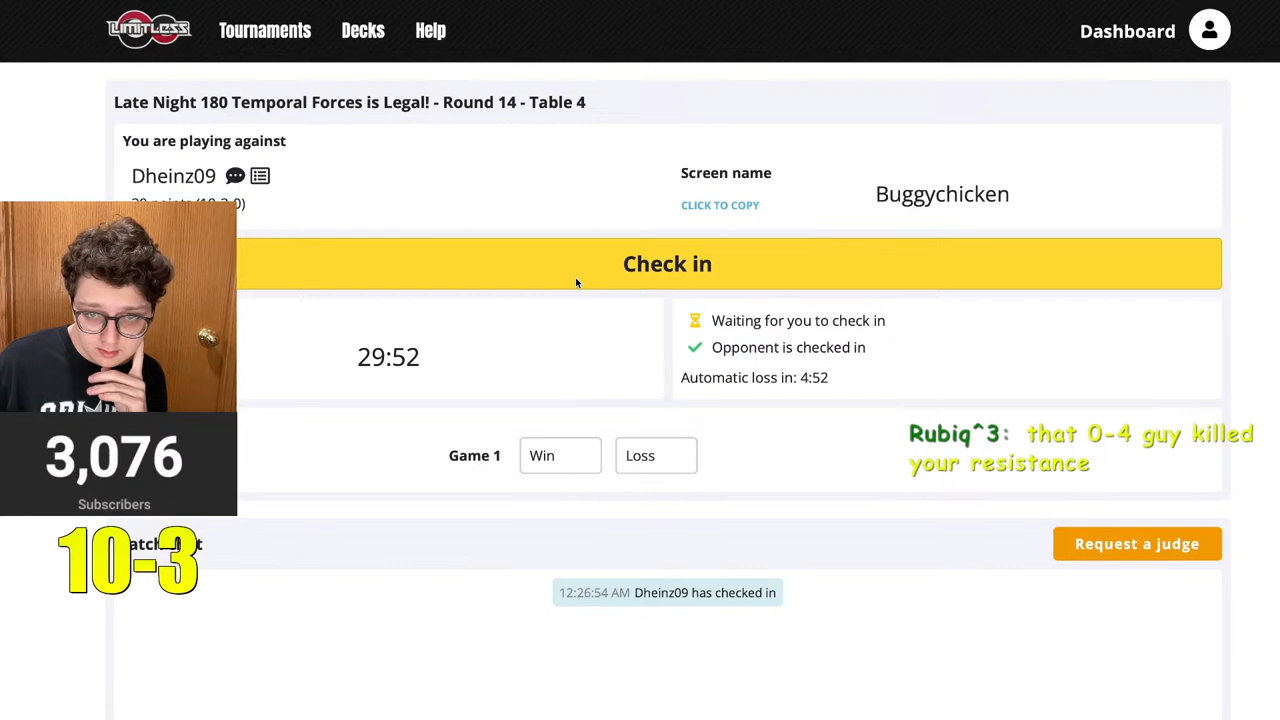 LIMITLESS
Tournaments
Decks
Help
Dashboard
Late Night 180 Temporal Forces is Legal! - Round 14 - Table 4
You are playing against
Dheinz09
Screen name
CLICK TO COPY
Buggychicken
Check in
29:52
Waiting for you to check in
Opponent is checked in
Automatic loss in: 4:52
Game 1
Win
Loss
Rubiq^3: that 0-4 guy killed
your resistance
3,076
Subscribers
10-3
Request a judge
12:26:54 AM Dheinz09 has checked in